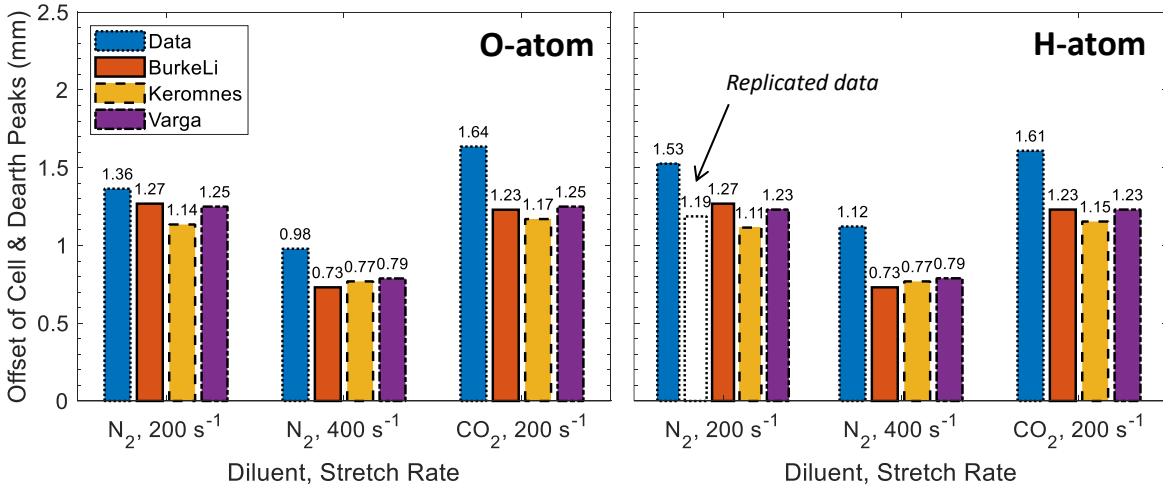 Offset of Cell & Dearth Peaks (mm)
2.5
2
1.5
1
0.5
0
Data
BurkeLi
Keromnes
Varga
O-atom
1.36
1.27
1.14
1.25
0.98
0.73
0.77
0.79
1.64
1.23
1.17
1.25
N₂, 200 s⁻¹
N₂, 400 s⁻¹
CO₂, 200 s⁻¹
Diluent, Stretch Rate
H-atom
Replicated data
1.53
1.19
1.27
1.11
1.23
1.12
0.73
0.77
0.79
1.61
1.23
1.15
1.23
N₂, 200 s⁻¹
N₂, 400 s⁻¹
CO₂, 200 s⁻¹
Diluent, Stretch Rate